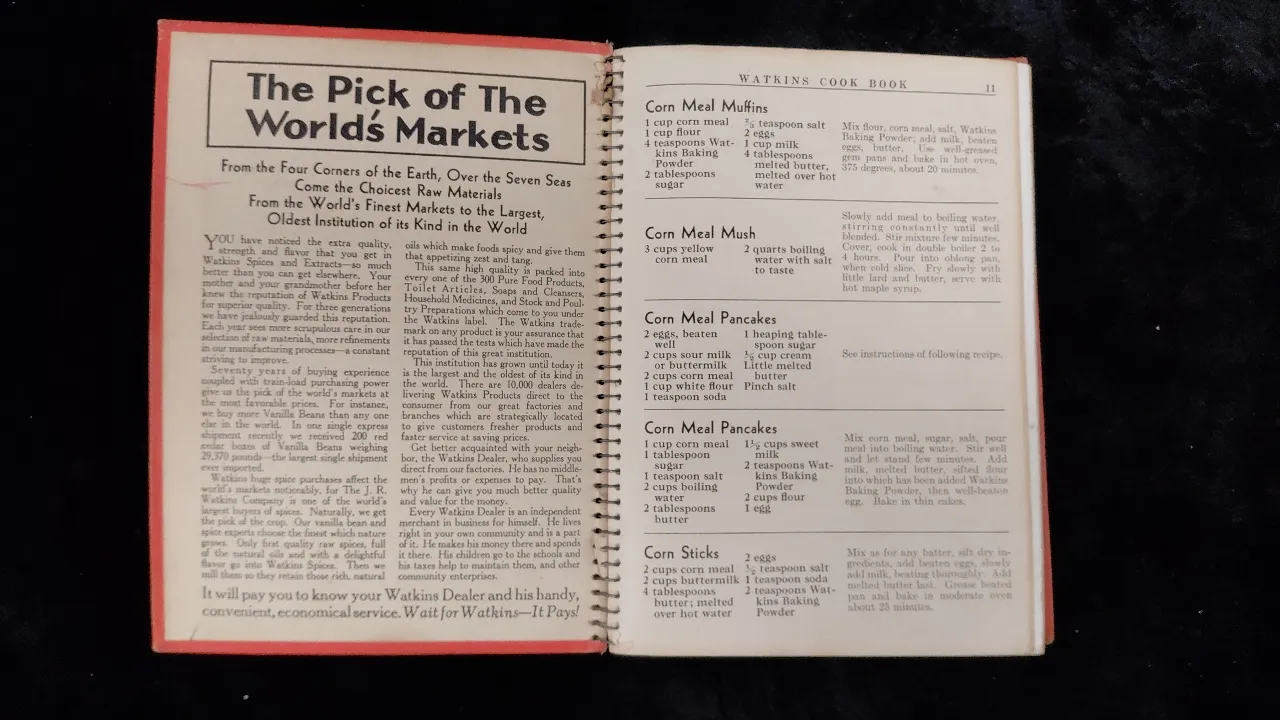 The Pick of The
World's Markets
From the Four Corners of the Earth, Over the Seven Seas
Come the Choicest Raw Materials
From the World's Finest Markets to the Largest,
Oldest Institution of its Kind in the World
YOU have noticed the extra quality,
strength and flavor that you get in
Watkins Spices and Extracts—so much
better than you can get elsewhere. Your
mother and your grandmother before her
knew the reputation of Watkins Products
for superior quality. For three generations
we have jealously guarded this reputation.
Each year sees more scrupulous care in our
selection of raw materials, more refinements
in our manufacturing processes—a constant
striving to improve.
Seventy years of buying experience
coupled with train-load purchasing power
give us the pick of the world's markets at
the most favorable prices. For instance,
we buy more Vanilla Beans than any one
else in the world. In one single express
shipment recently we received 200 red
cedar boxes of Vanilla Beans weighing
29,370 pounds—the largest single shipment
ever imported.
Watkins huge spice purchases affect the
world's markets noticeably, for The J. R.
Watkins Company is one of the world's
largest buyers of spices. Naturally, we get
the pick of the crop. Our vanilla bean and
spice experts choose the finest which nature
grows. Only first quality raw spices, full
of the natural oils and with a delightful
flavor go into Watkins Spices. Then we
mill them so they retain those rich, natural
oils which make foods spicy and give them
that appetizing zest and tang.
This same high quality is packed into
every one of the 300 Pure Food Products,
Toilet Articles, Soaps and Cleansers,
Household Medicines, and Stock and Poul-
try Preparations which come to you under
the Watkins label. The Watkins trade-
mark on any product is your assurance that
it has passed the tests which have made the
reputation of this great institution.
This institution has grown until today it
is the largest and the oldest of its kind in
the world. There are 10,000 dealers de-
livering Watkins Products direct to the
consumer from our great factories and
branches which are strategically located
to give customers fresher products and
faster service at saving prices.
Get better acquainted with your neigh-
bor, the Watkins Dealer, who supplies you
direct from our factories. He has no middle-
men's profits or expenses to pay. That's
why he can give you much better quality
and value for the money.
Every Watkins Dealer is an independent
merchant in business for himself. He lives
right in your own community and is a part
of it. He makes his money there and spends
it there. His children go to the schools and
his taxes help to maintain them, and other
community enterprises.
It will pay you to know your Watkins Dealer and his handy,
convenient, economical service. Wait for Watkins—It Pays!
WATKINS COOK BOOK 11
Corn Meal Muffins
1 cup corn meal
1 cup flour
4 teaspoons Wat-
kins Baking
Powder
2 tablespoons
sugar
teaspoon salt
2 eggs
1 cup milk
4 tablespoons
melted butter,
melted over hot
water
Mix flour, corn meal, salt, Watkins
Baking Powder; add milk, beaten
eggs, butter. Use well-greased
gem pans and bake in hot oven,
375 degrees, about 20 minutes.
Corn Meal Mush
3 cups yellow
corn meal
2 quarts boiling
water with salt
to taste
Slowly add meal to boiling water,
stirring constantly until well
blended. Stir mixture few minutes.
Cover, cook in double boiler 2 to
4 hours. Pour into oblong pan,
when cold slice. Fry slowly with
little lard and butter, serve with
hot maple syrup.
Corn Meal Pancakes
2 eggs, beaten
well
2 cups sour milk
or buttermilk
2 cups corn meal
1 cup white flour
1 teaspoon soda
1 heaping table-
spoon sugar
cup cream
Little melted
butter
Pinch salt
See instructions of following recipe.
Corn Meal Pancakes
1 cup corn meal
1 tablespoon
sugar
1 teaspoon salt
2 cups boiling
water
2 tablespoons
butter
1½ cups sweet
milk
2 teaspoons Wat-
kins Baking
Powder
2 cups flour
1 egg
Mix corn meal, sugar, salt, pour
meal into boiling water. Stir well
and let stand few minutes. Add
milk, melted butter, sifted flour
into which has been added Watkins
Baking Powder, then well-beaten
egg. Bake in thin cakes.
Corn Sticks
2 cups corn meal
2 cups buttermilk
4 tablespoons
butter; melted
over hot water
2 eggs
½ teaspoon salt
1 teaspoon soda
2 teaspoons Wat-
kins Baking
Powder
Mix as for any batter, sift dry in-
gredients, add beaten eggs, slowly
add milk, beating thoroughly. Add
melted butter last. Grease heated
pan and bake in moderate oven
about 25 minutes.